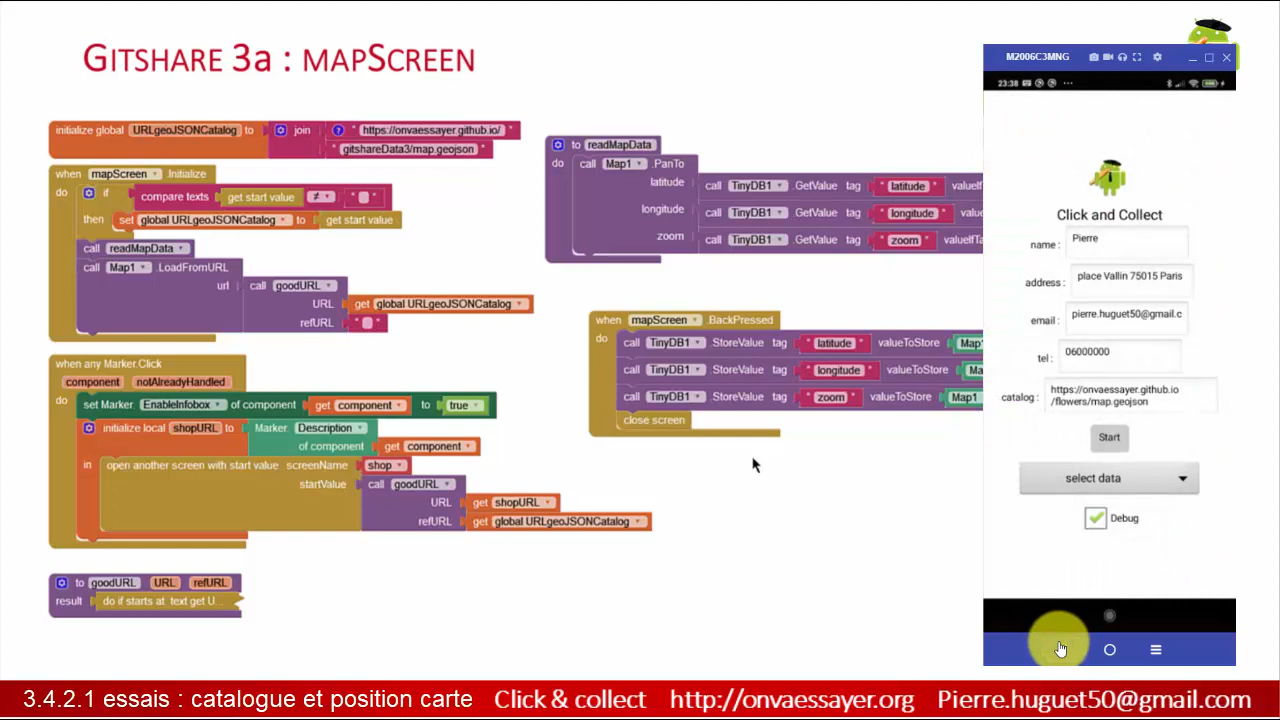 GITSHARE 3a : MAPSCREEN
initialize global URLgeoJSONCatalog to join " https://onvaessayer.github.io/ "
" gitshareData3/map.geojson "
when mapScreen .Initialize
do if compare texts get start value ≠ " "
then set global URLgeoJSONCatalog to get start value
call readMapData
call Map1 .LoadFromURL
url call goodURL
URL get global URLgeoJSONCatalog
refURL " "
when any Marker.Click
component notAlreadyHandled
do set Marker. EnableInfobox of component get component to true
initialize local shopURL to Marker. Description
of component get component
in open another screen with start value screenName shop
startValue call goodURL
URL get shopURL
refURL get global URLgeoJSONCatalog
to goodURL URL refURL
result do if starts at text get U...
to readMapData
do call Map1 .PanTo
latitude call TinyDB1 .GetValue tag " latitude " valueIf
longitude call TinyDB1 .GetValue tag " longitude " value
zoom call TinyDB1 .GetValue tag " zoom " valueIfTa
when mapScreen .BackPressed
do call TinyDB1 .StoreValue tag " latitude " valueToStore Map1
call TinyDB1 .StoreValue tag " longitude " valueToStore Ma
call TinyDB1 .StoreValue tag " zoom " valueToStore Map1
close screen
M2006C3MNG
23:38
Click and Collect
name : Pierre
address : place Vallin 75015 Paris
email : pierre.huguet50@gmail.c
tel : 06000000
catalog : https://onvaessayer.github.io
/flowers/map.geojson
Start
select data
Debug
3.4.2.1 essais : catalogue et position carte Click & collect http://onvaessayer.org Pierre.huguet50@gmail.com